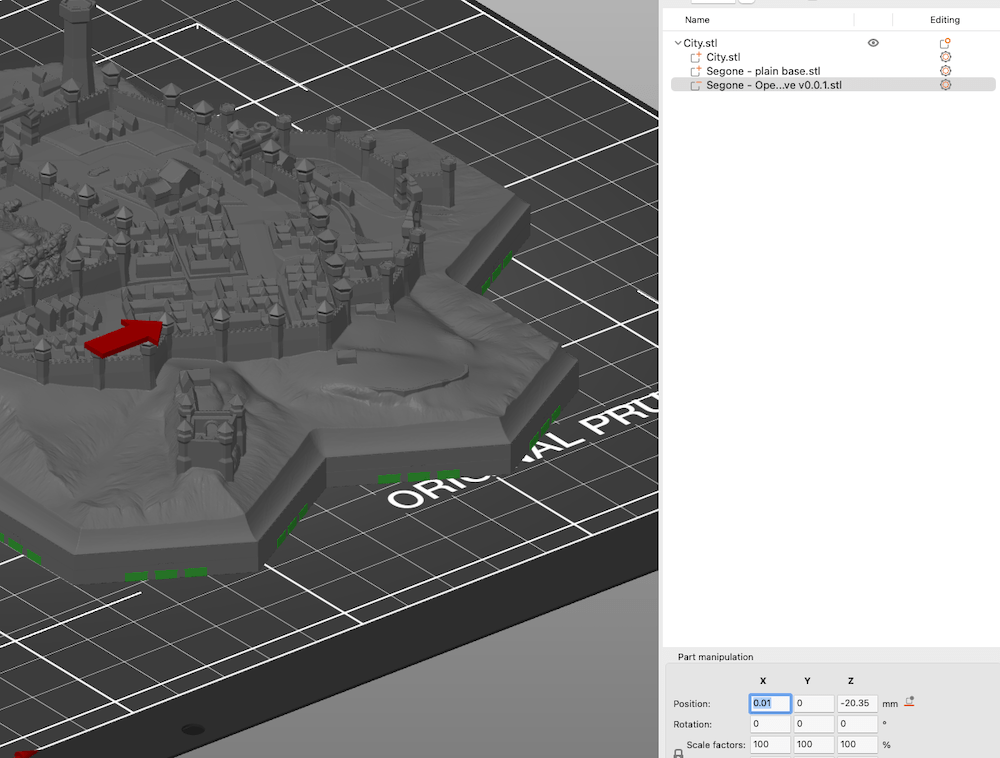 Name Editing
City.stl
City.stl
Segone - plain base.stl
Segone - Ope...ve v0.0.1.stl
ORIGINAL PRU
Part manipulation
X Y Z
Position: 0.01 0 -20.35 mm
Rotation: 0 0 0 °
Scale factors: 100 100 100 %